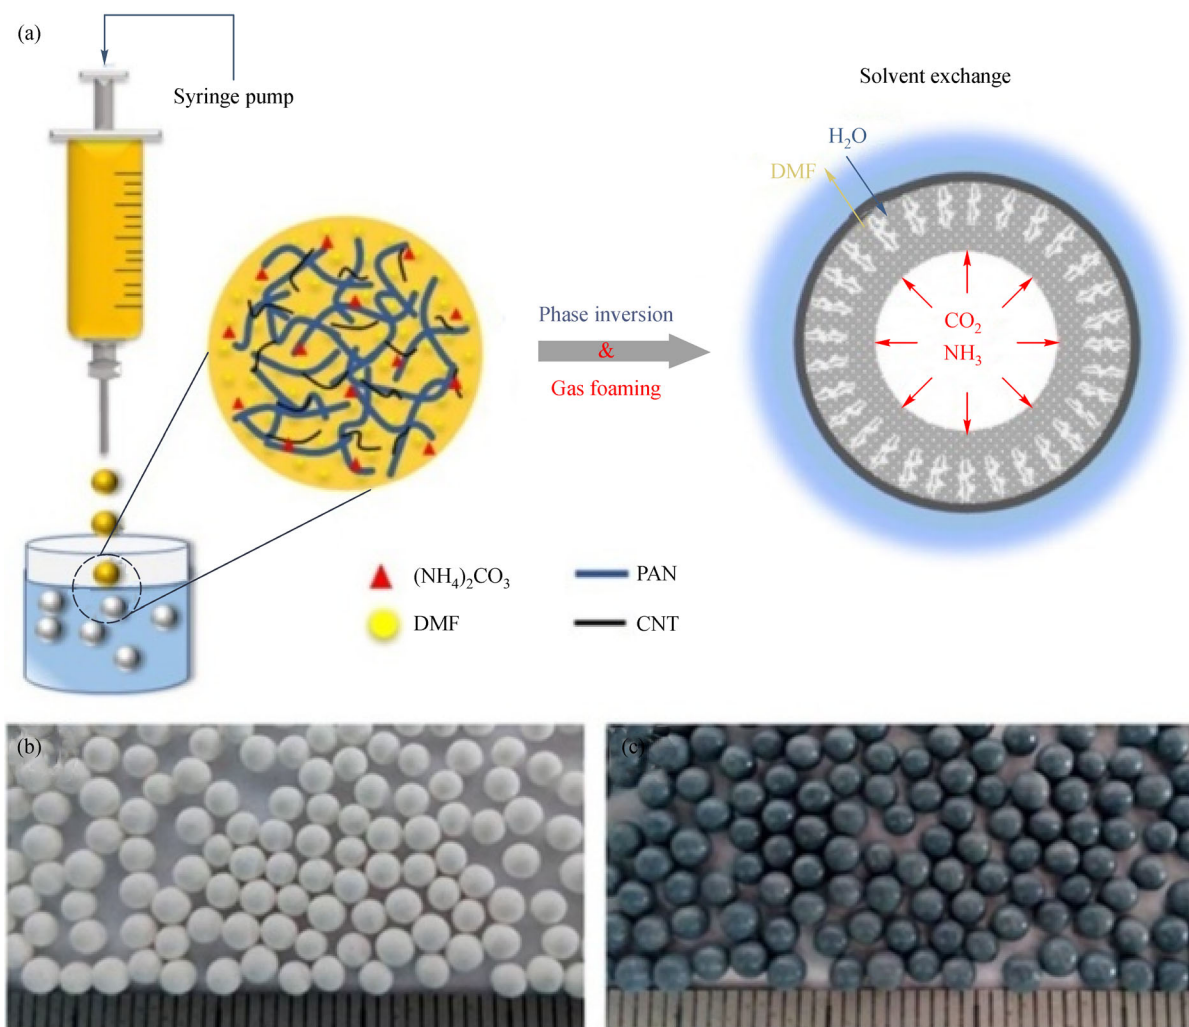 (a)
Syringe pump
Solvent exchange
H₂O
DMF
Phase inversion
&
Gas foaming
CO₂
NH₃
(NH₄)₂CO₃
PAN
DMF
CNT
(b)
(c)